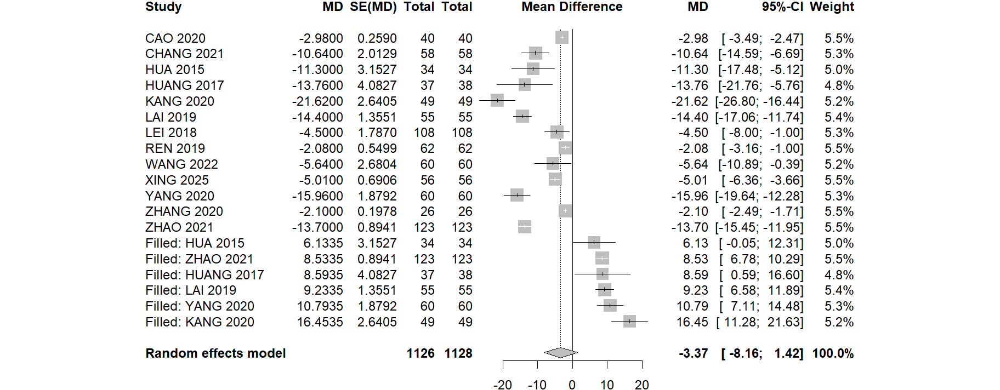 Study MD SE(MD) Total Total Mean Difference MD 95%-CI Weight
CAO 2020 -2.9800 0.2590 40 40 -2.98 [ -3.49; -2.47] 5.5%
CHANG 2021 -10.6400 2.0129 58 58 -10.64 [-14.59; -6.69] 5.3%
HUA 2015 -11.3000 3.1527 34 34 -11.30 [-17.48; -5.12] 5.0%
HUANG 2017 -13.7600 4.0827 37 38 -13.76 [-21.76; -5.76] 4.8%
KANG 2020 -21.6200 2.6405 49 49 -21.62 [-26.80; -16.44] 5.2%
LAI 2019 -14.4000 1.3551 55 55 -14.40 [-17.06; -11.74] 5.4%
LEI 2018 -4.5000 1.7870 108 108 -4.50 [ -8.00; -1.00] 5.3%
REN 2019 -2.0800 0.5499 62 62 -2.08 [ -3.16; -1.00] 5.5%
WANG 2022 -5.6400 2.6804 60 60 -5.64 [-10.89; -0.39] 5.2%
XING 2025 -5.0100 0.6906 56 56 -5.01 [ -6.36; -3.66] 5.5%
YANG 2020 -15.9600 1.8792 60 60 -15.96 [-19.64; -12.28] 5.3%
ZHANG 2020 -2.1000 0.1978 26 26 -2.10 [ -2.49; -1.71] 5.5%
ZHAO 2021 -13.7000 0.8941 123 123 -13.70 [-15.45; -11.95] 5.5%
Filled: HUA 2015 6.1335 3.1527 34 34 6.13 [ -0.05; 12.31] 5.0%
Filled: ZHAO 2021 8.5335 0.8941 123 123 8.53 [ 6.78; 10.29] 5.5%
Filled: HUANG 2017 8.5935 4.0827 37 38 8.59 [ 0.59; 16.60] 4.8%
Filled: LAI 2019 9.2335 1.3551 55 55 9.23 [ 6.58; 11.89] 5.4%
Filled: YANG 2020 10.7935 1.8792 60 60 10.79 [ 7.11; 14.48] 5.3%
Filled: KANG 2020 16.4535 2.6405 49 49 16.45 [ 11.28; 21.63] 5.2%
Random effects model 1126 1128 -3.37 [ -8.16; 1.42] 100.0%
-20 -10 0 10 20